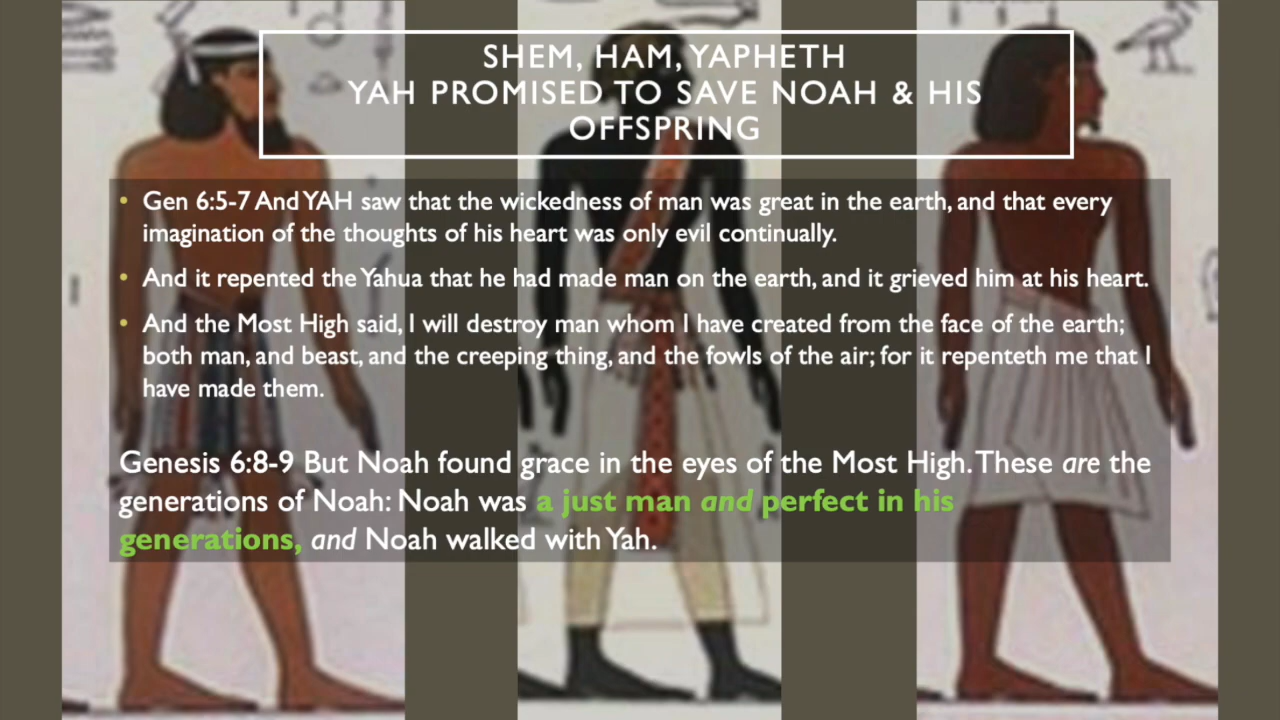 SHEM, HAM, YAPHETH
YAH PROMISED TO SAVE NOAH & HIS
OFFSPRING
• Gen 6:5-7 And YAH saw that the wickedness of man was great in the earth, and that every
imagination of the thoughts of his heart was only evil continually.
• And it repented the Yahua that he had made man on the earth, and it grieved him at his heart.
• And the Most High said, I will destroy man whom I have created from the face of the earth;
both man, and beast, and the creeping thing, and the fowls of the air; for it repenteth me that I
have made them.
Genesis 6:8-9 But Noah found grace in the eyes of the Most High. These are the
generations of Noah: Noah was a just man and perfect in his
generations, and Noah walked with Yah.